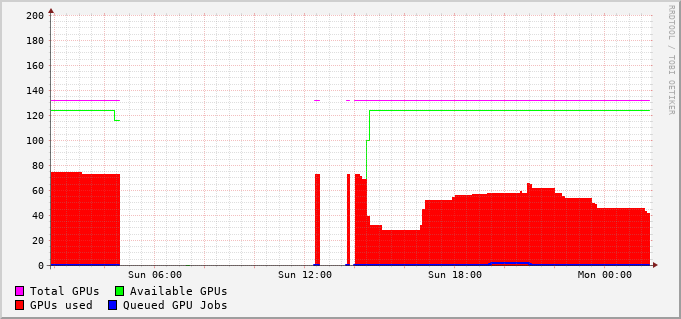 200
180
160
140
120
100
80
60
40
20
0
Sun 06:00 Sun 12:00 Sun 18:00 Mon 00:00
Total GPUs Available GPUs
GPUs used Queued GPU Jobs
RRDTOOL / TOBI OETIKER